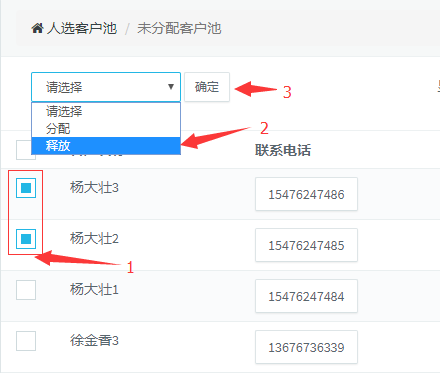 人选客户池 / 未分配客户池
请选择 确定 3
请选择
分配 2
释放
联系电话
杨大壮3 15476247486
杨大壮2 15476247485
1
杨大壮1 15476247484
徐金香3 13676736339